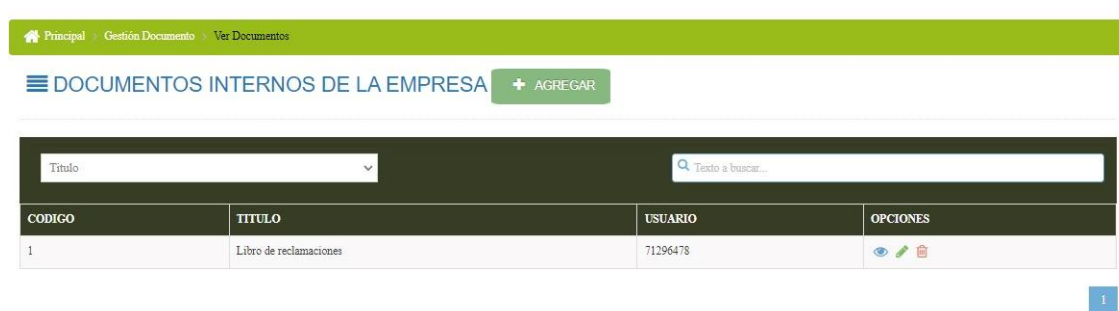 Principal Gestión Documento Ver Documentos
DOCUMENTOS INTERNOS DE LA EMPRESA + AGREGAR
Titulo Texto a buscar...
CODIGO TITULO USUARIO OPCIONES
1 Libro de reclamaciones 71296478
1